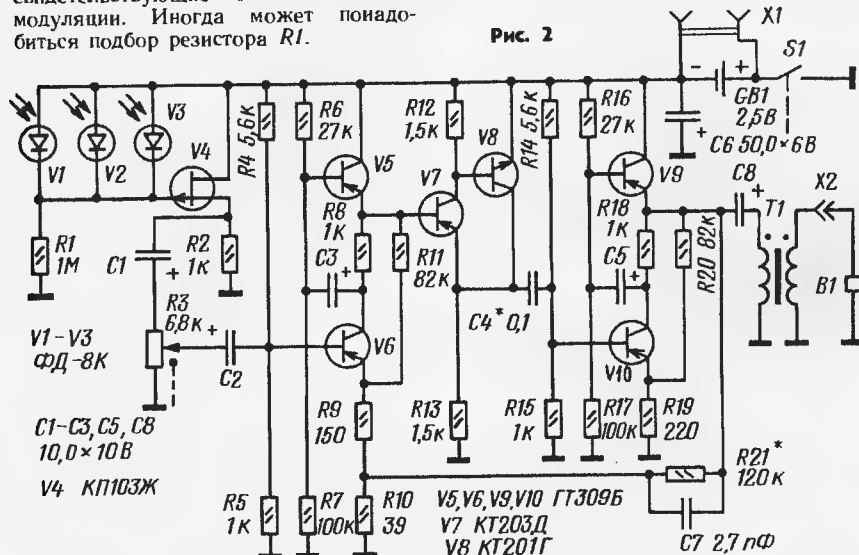 модуляции. Иногда может понадо-
биться подбор резистора R1.
Рис. 2
X1
S1
GB1
2,5В
C6 50,0×6В
V1
V2
V3
V4
R1
1М
C1
R2
1к
R3
6,8к
C2
R4 5,6к
R5
1к
R6
27к
R7
100к
V5
R8
1к
C3
V6
R9
150
R10
39
R11
82к
R12
1,5к
V7
V8
C4* 0,1
R13
1,5к
R14 5,6к
R15
1к
R16
27к
R17
100к
V9
R18
1к
C5
V10
R19
220
R20 82к
C8
T1
X2
B1
R21*
120к
C7 2,7пФ
V1–V3
ФД–8К
C1–C3, C5, C8
10,0×10В
V4 КП103Ж
V5, V6, V9, V10 ГТ309Б
V7 КТ203Д
V8 КТ201Г